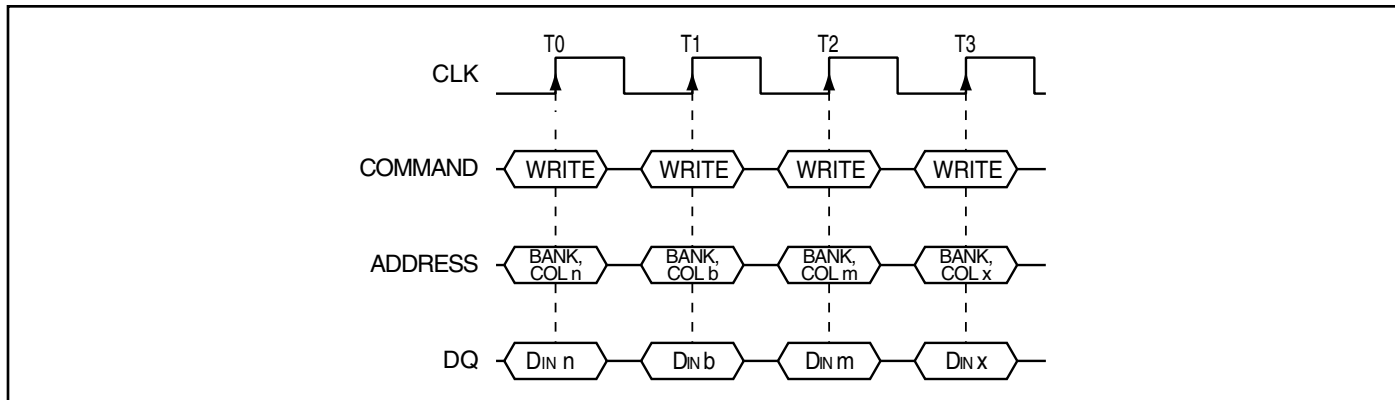 T0 T1 T2 T3
CLK
COMMAND WRITE WRITE WRITE WRITE
ADDRESS BANK, COL n BANK, COL b BANK, COL m BANK, COL x
DQ DIN n DIN b DIN m DIN x